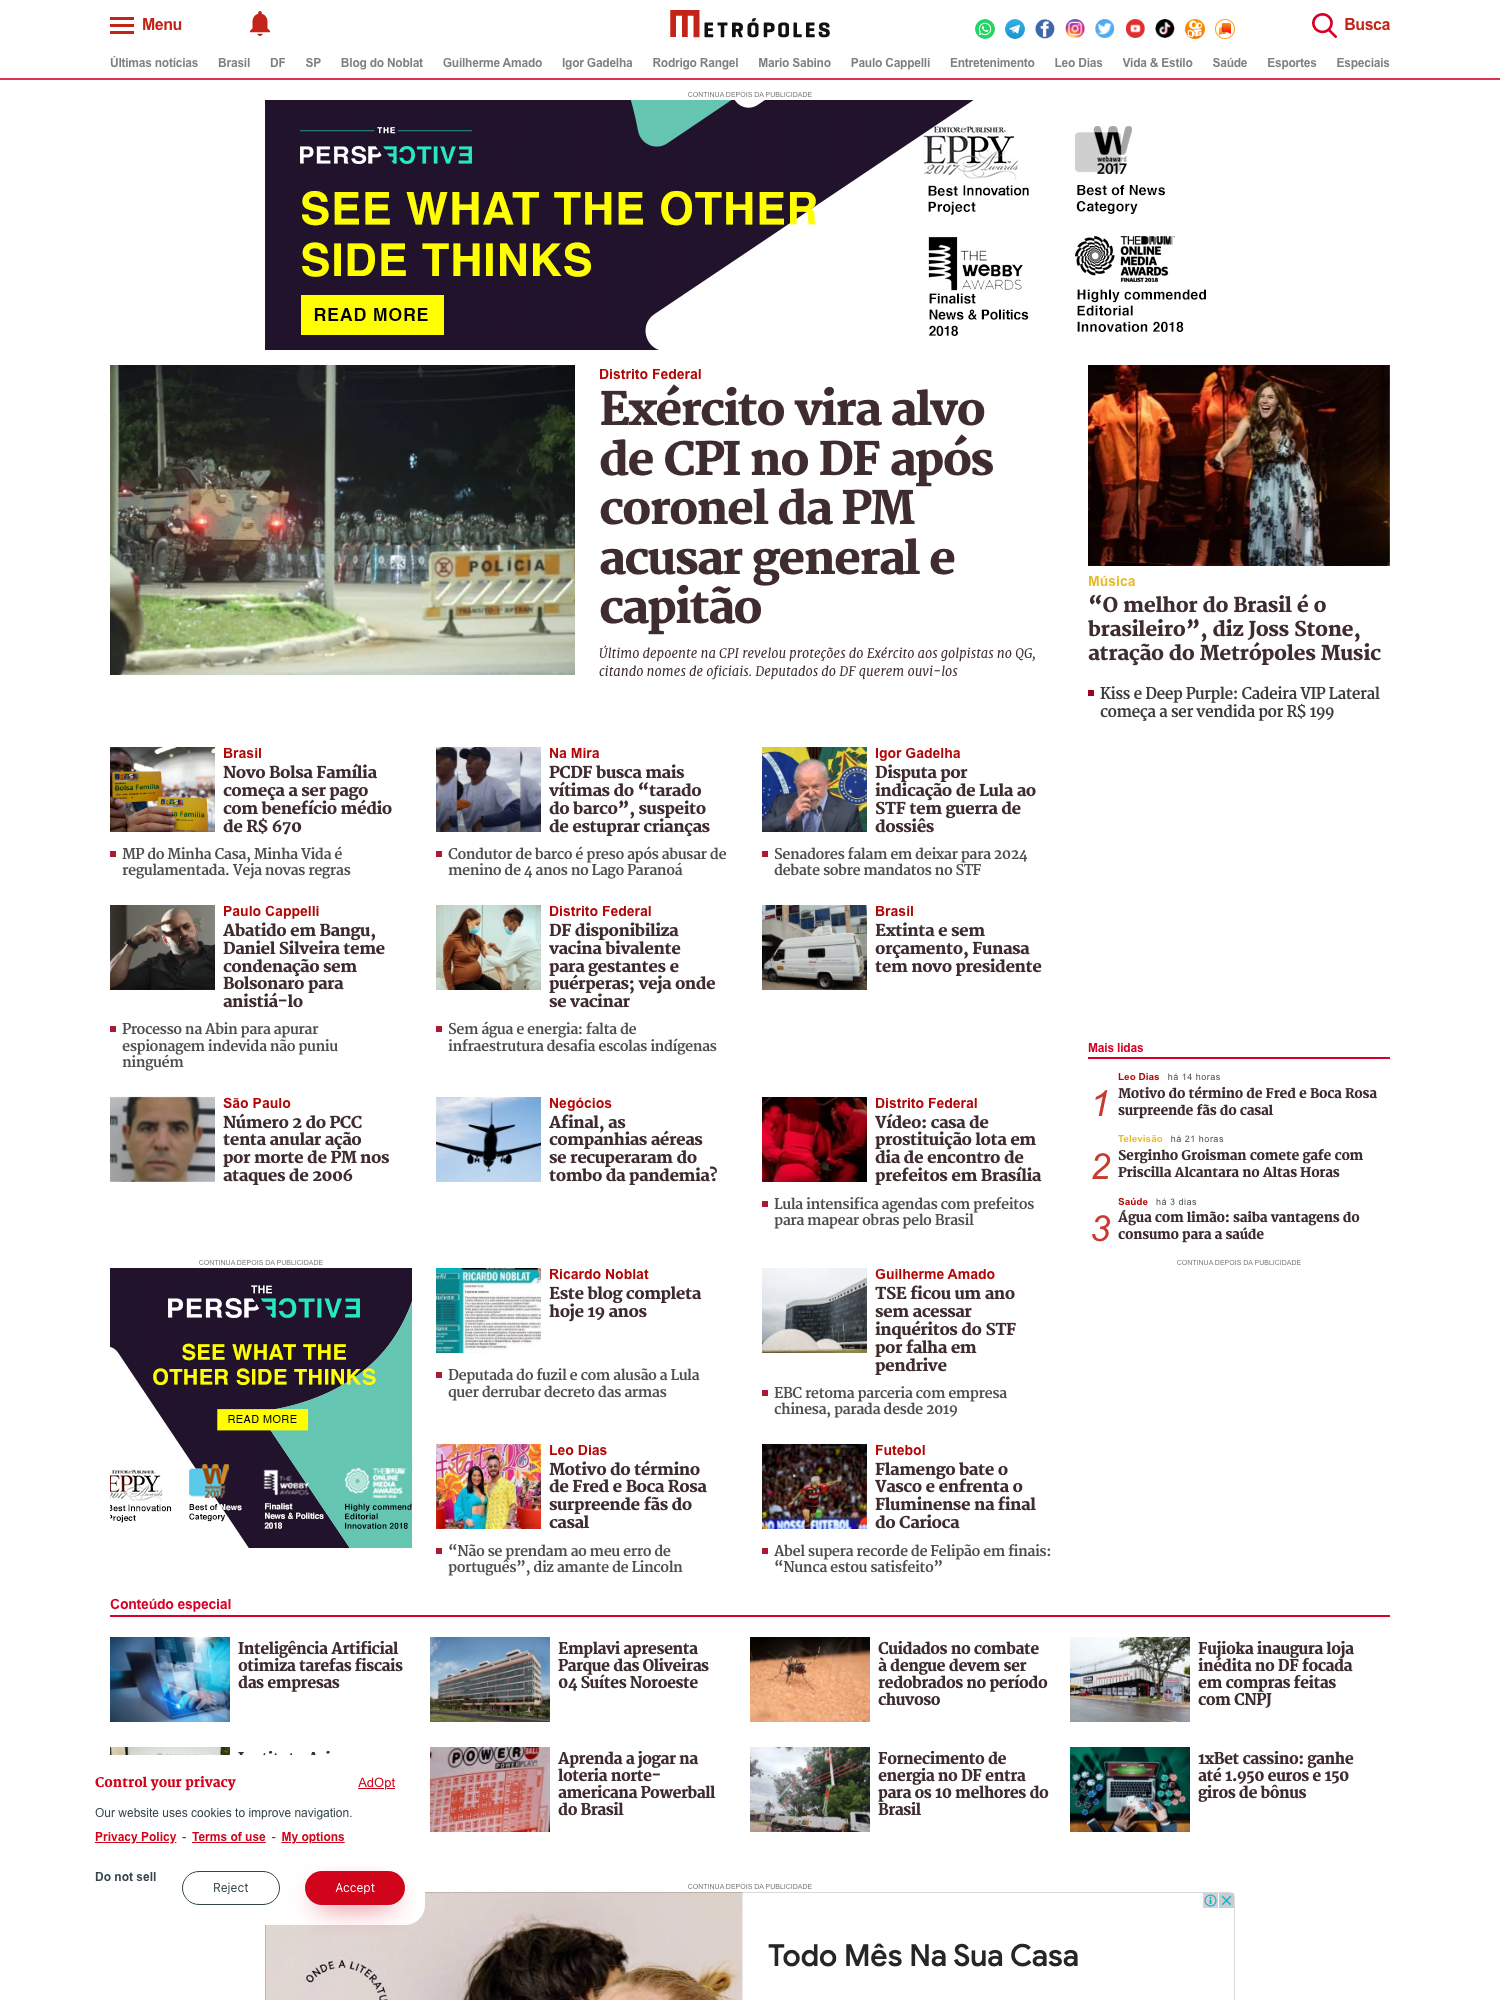 Menu
METRÓPOLES
Busca
Últimas notícias Brasil DF SP Blog do Noblat Guilherme Amado Igor Gadelha Rodrigo Rangel Mario Sabino Paulo Cappelli Entretenimento Leo Dias Vida & Estilo Saúde Esportes Especiais
CONTINUA DEPOIS DA PUBLICIDADE
THE
PERSPECTIVE
SEE WHAT THE OTHER
SIDE THINKS
READ MORE
EDITOR&PUBLISHER
EPPY
2017 Awards
Best Innovation
Project
W
webaward
2017
Best of News
Category
THE
WEBBY
AWARDS
Finalist
News & Politics
2018
THE DRUM
ONLINE
MEDIA
AWARDS
FINALIST 2018
Highly commended
Editorial
Innovation 2018
POLÍCIA
Distrito Federal
Exército vira alvo
de CPI no DF após
coronel da PM
acusar general e
capitão
Último depoente na CPI revelou proteções do Exército aos golpistas no QG,
citando nomes de oficiais. Deputados do DF querem ouvi-los
Música
“O melhor do Brasil é o
brasileiro”, diz Joss Stone,
atração do Metrópoles Music
Kiss e Deep Purple: Cadeira VIP Lateral
começa a ser vendida por R$ 199
Brasil
Novo Bolsa Família
começa a ser pago
com benefício médio
de R$ 670
MP do Minha Casa, Minha Vida é
regulamentada. Veja novas regras
Na Mira
PCDF busca mais
vítimas do “tarado
do barco”, suspeito
de estuprar crianças
Condutor de barco é preso após abusar de
menino de 4 anos no Lago Paranoá
Igor Gadelha
Disputa por
indicação de Lula ao
STF tem guerra de
dossiês
Senadores falam em deixar para 2024
debate sobre mandatos no STF
Paulo Cappelli
Abatido em Bangu,
Daniel Silveira teme
condenação sem
Bolsonaro para
anistiá-lo
Processo na Abin para apurar
espionagem indevida não puniu
ninguém
Distrito Federal
DF disponibiliza
vacina bivalente
para gestantes e
puérperas; veja onde
se vacinar
Sem água e energia: falta de
infraestrutura desafia escolas indígenas
Brasil
Extinta e sem
orçamento, Funasa
tem novo presidente
São Paulo
Número 2 do PCC
tenta anular ação
por morte de PM nos
ataques de 2006
Negócios
Afinal, as
companhias aéreas
se recuperaram do
tombo da pandemia?
Distrito Federal
Vídeo: casa de
prostituição lota em
dia de encontro de
prefeitos em Brasília
Lula intensifica agendas com prefeitos
para mapear obras pelo Brasil
Mais lidas
Leo Dias há 14 horas
1 Motivo do término de Fred e Boca Rosa
surpreende fãs do casal
Televisão há 21 horas
2 Serginho Groisman comete gafe com
Priscilla Alcantara no Altas Horas
Saúde há 3 dias
3 Água com limão: saiba vantagens do
consumo para a saúde
CONTINUA DEPOIS DA PUBLICIDADE
CONTINUA DEPOIS DA PUBLICIDADE
THE
PERSPECTIVE
SEE WHAT THE
OTHER SIDE THINKS
READ MORE
EPPY
2017 Awards
Best Innovation
Project
W
2017
Best of News
Category
THE
WEBBY
AWARDS
Finalist
News & Politics
2018
THE DRUM
ONLINE
MEDIA
AWARDS
Highly commend
Editorial
Innovation 2018
RICARDO NOBLAT
Ricardo Noblat
Este blog completa
hoje 19 anos
Deputada do fuzil e com alusão a Lula
quer derrubar decreto das armas
Guilherme Amado
TSE ficou um ano
sem acessar
inquéritos do STF
por falha em
pendrive
EBC retoma parceria com empresa
chinesa, parada desde 2019
Leo Dias
Motivo do término
de Fred e Boca Rosa
surpreende fãs do
casal
“Não se prendam ao meu erro de
português”, diz amante de Lincoln
Futebol
Flamengo bate o
Vasco e enfrenta o
Fluminense na final
do Carioca
Abel supera recorde de Felipão em finais:
“Nunca estou satisfeito”
Conteúdo especial
Inteligência Artificial
otimiza tarefas fiscais
das empresas
Emplavi apresenta
Parque das Oliveiras
04 Suítes Noroeste
Cuidados no combate
à dengue devem ser
redobrados no período
chuvoso
Fujioka inaugura loja
inédita no DF focada
em compras feitas
com CNPJ
POWER
Aprenda a jogar na
loteria norte-
americana Powerball
do Brasil
Fornecimento de
energia no DF entra
para os 10 melhores do
Brasil
1xBet cassino: ganhe
até 1.950 euros e 150
giros de bônus
Control your privacy
AdOpt
Our website uses cookies to improve navigation.
Privacy Policy - Terms of use - My options
Do not sell
Reject
Accept
CONTINUA DEPOIS DA PUBLICIDADE
ONDE A LITERATU
Todo Mês Na Sua Casa